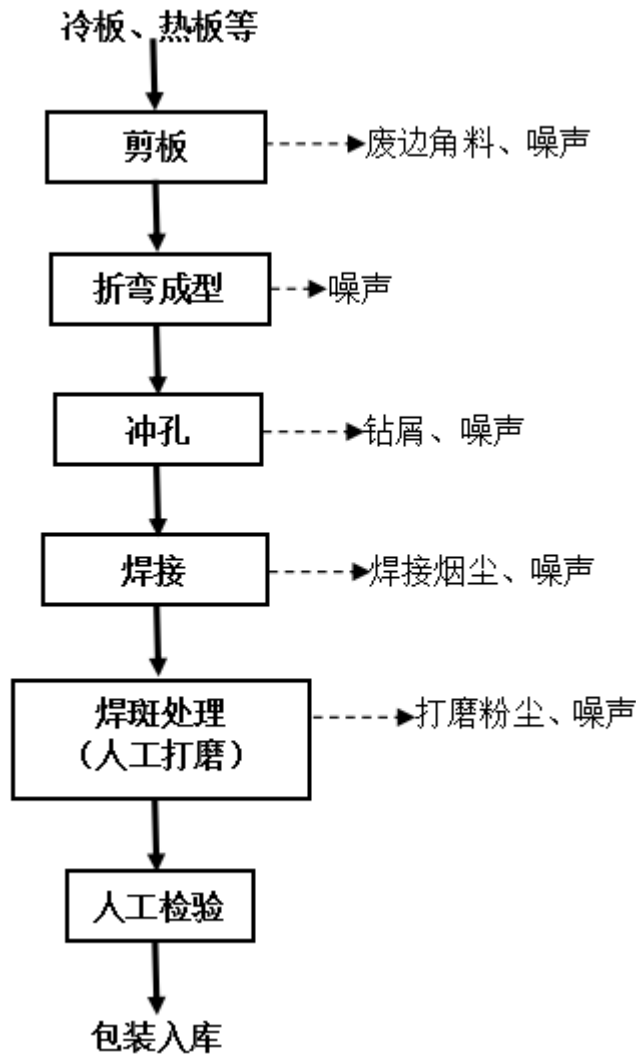 冷板、热板等
剪板
废边角料、噪声
折弯成型
噪声
冲孔
钻屑、噪声
焊接
焊接烟尘、噪声
焊斑处理
（人工打磨）
打磨粉尘、噪声
人工检验
包装入库